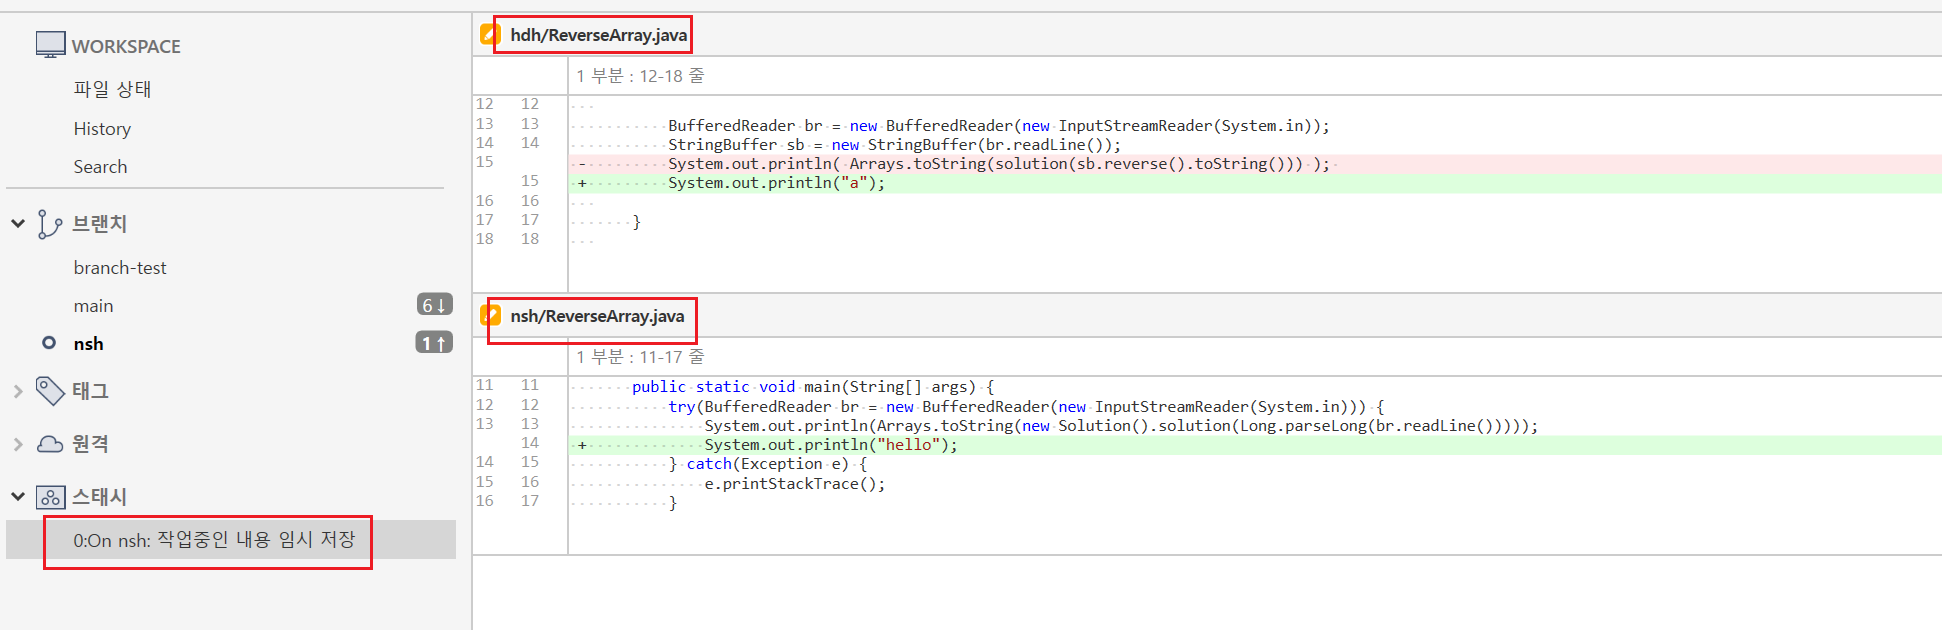 WORKSPACE
파일 상태
History
Search
브랜치
branch-test
main 6↓
nsh 1↑
태그
원격
스태시
0:On nsh: 작업중인 내용 임시 저장
hdh/ReverseArray.java
1 부분 : 12-18 줄
12 12
13 13 BufferedReader br = new BufferedReader(new InputStreamReader(System.in));
14 14 StringBuffer sb = new StringBuffer(br.readLine());
15 - System.out.println( Arrays.toString(solution(sb.reverse().toString())) );
15 + System.out.println("a");
16 16
17 17 }
18 18
nsh/ReverseArray.java
1 부분 : 11-17 줄
11 11 public static void main(String[] args) {
12 12 try(BufferedReader br = new BufferedReader(new InputStreamReader(System.in))) {
13 13 System.out.println(Arrays.toString(new Solution().solution(Long.parseLong(br.readLine()))));
14 + System.out.println("hello");
14 15 } catch(Exception e) {
15 16 e.printStackTrace();
16 17 }